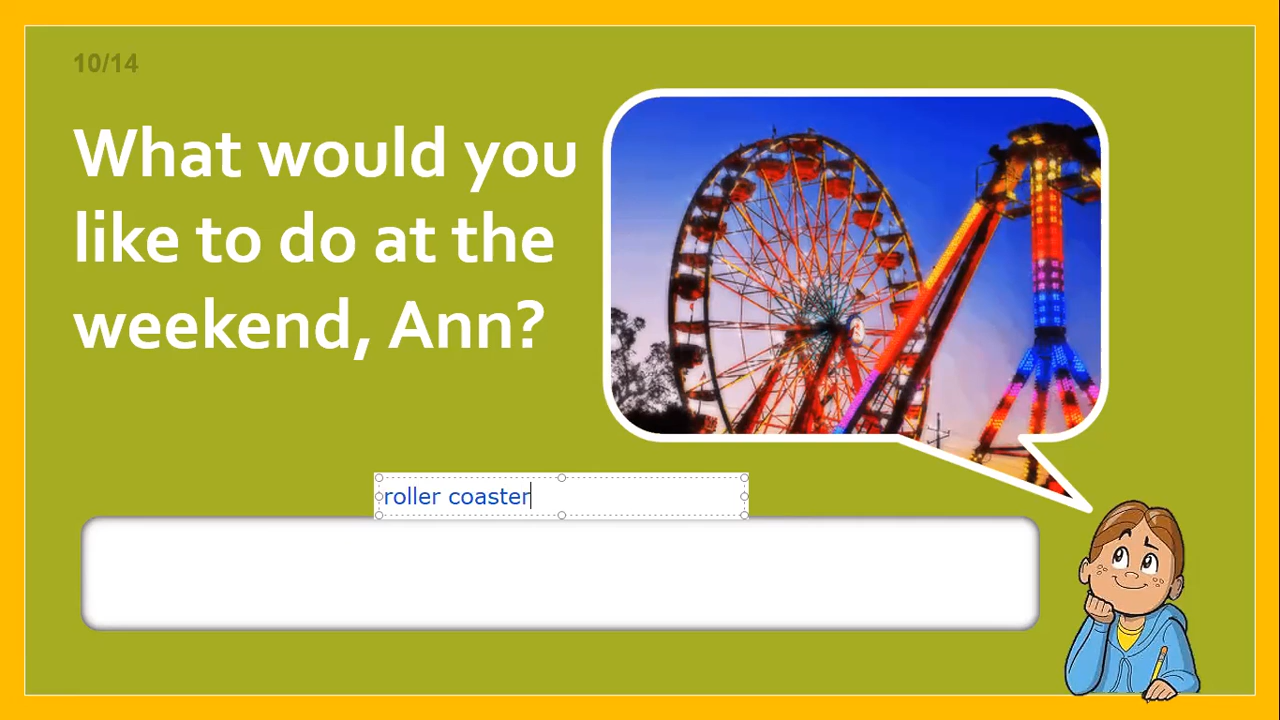 10/14
What would you
like to do at the
weekend, Ann?
roller coaster